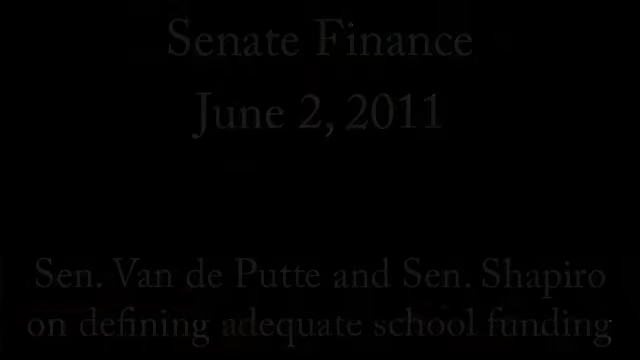 Senate Finance
June 2, 2011
Sen. Van de Putte and Sen. Shapiro
on defining adequate school funding